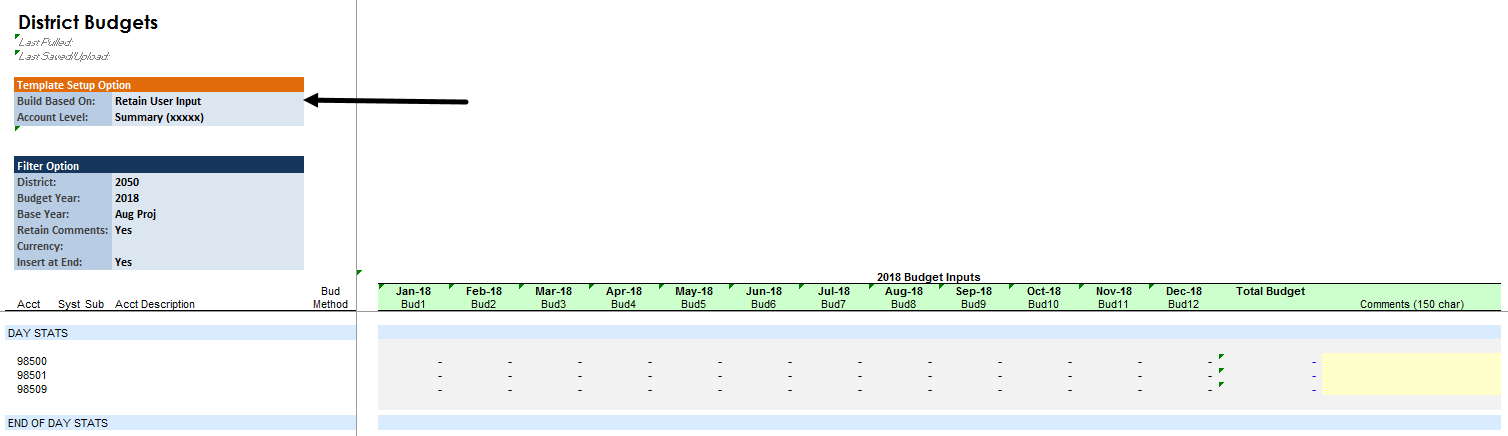 District Budgets
Last Pulled:
Last Saved/Upload:
Template Setup Option
Build Based On: Retain User Input
Account Level: Summary (xxxxx)
Filter Option
District: 2050
Budget Year: 2018
Base Year: Aug Proj
Retain Comments: Yes
Currency:
Insert at End: Yes
2018 Budget Inputs
Bud Jan-18 Feb-18 Mar-18 Apr-18 May-18 Jun-18 Jul-18 Aug-18 Sep-18 Oct-18 Nov-18 Dec-18 Total Budget
Acct Syst Sub Acct Description Method Bud1 Bud2 Bud3 Bud4 Bud5 Bud6 Bud7 Bud8 Bud9 Bud10 Bud11 Bud12 Comments (150 char)
DAY STATS
98500 - - - - - - - - - - - - -
98501 - - - - - - - - - - - - -
98509 - - - - - - - - - - - - -
END OF DAY STATS